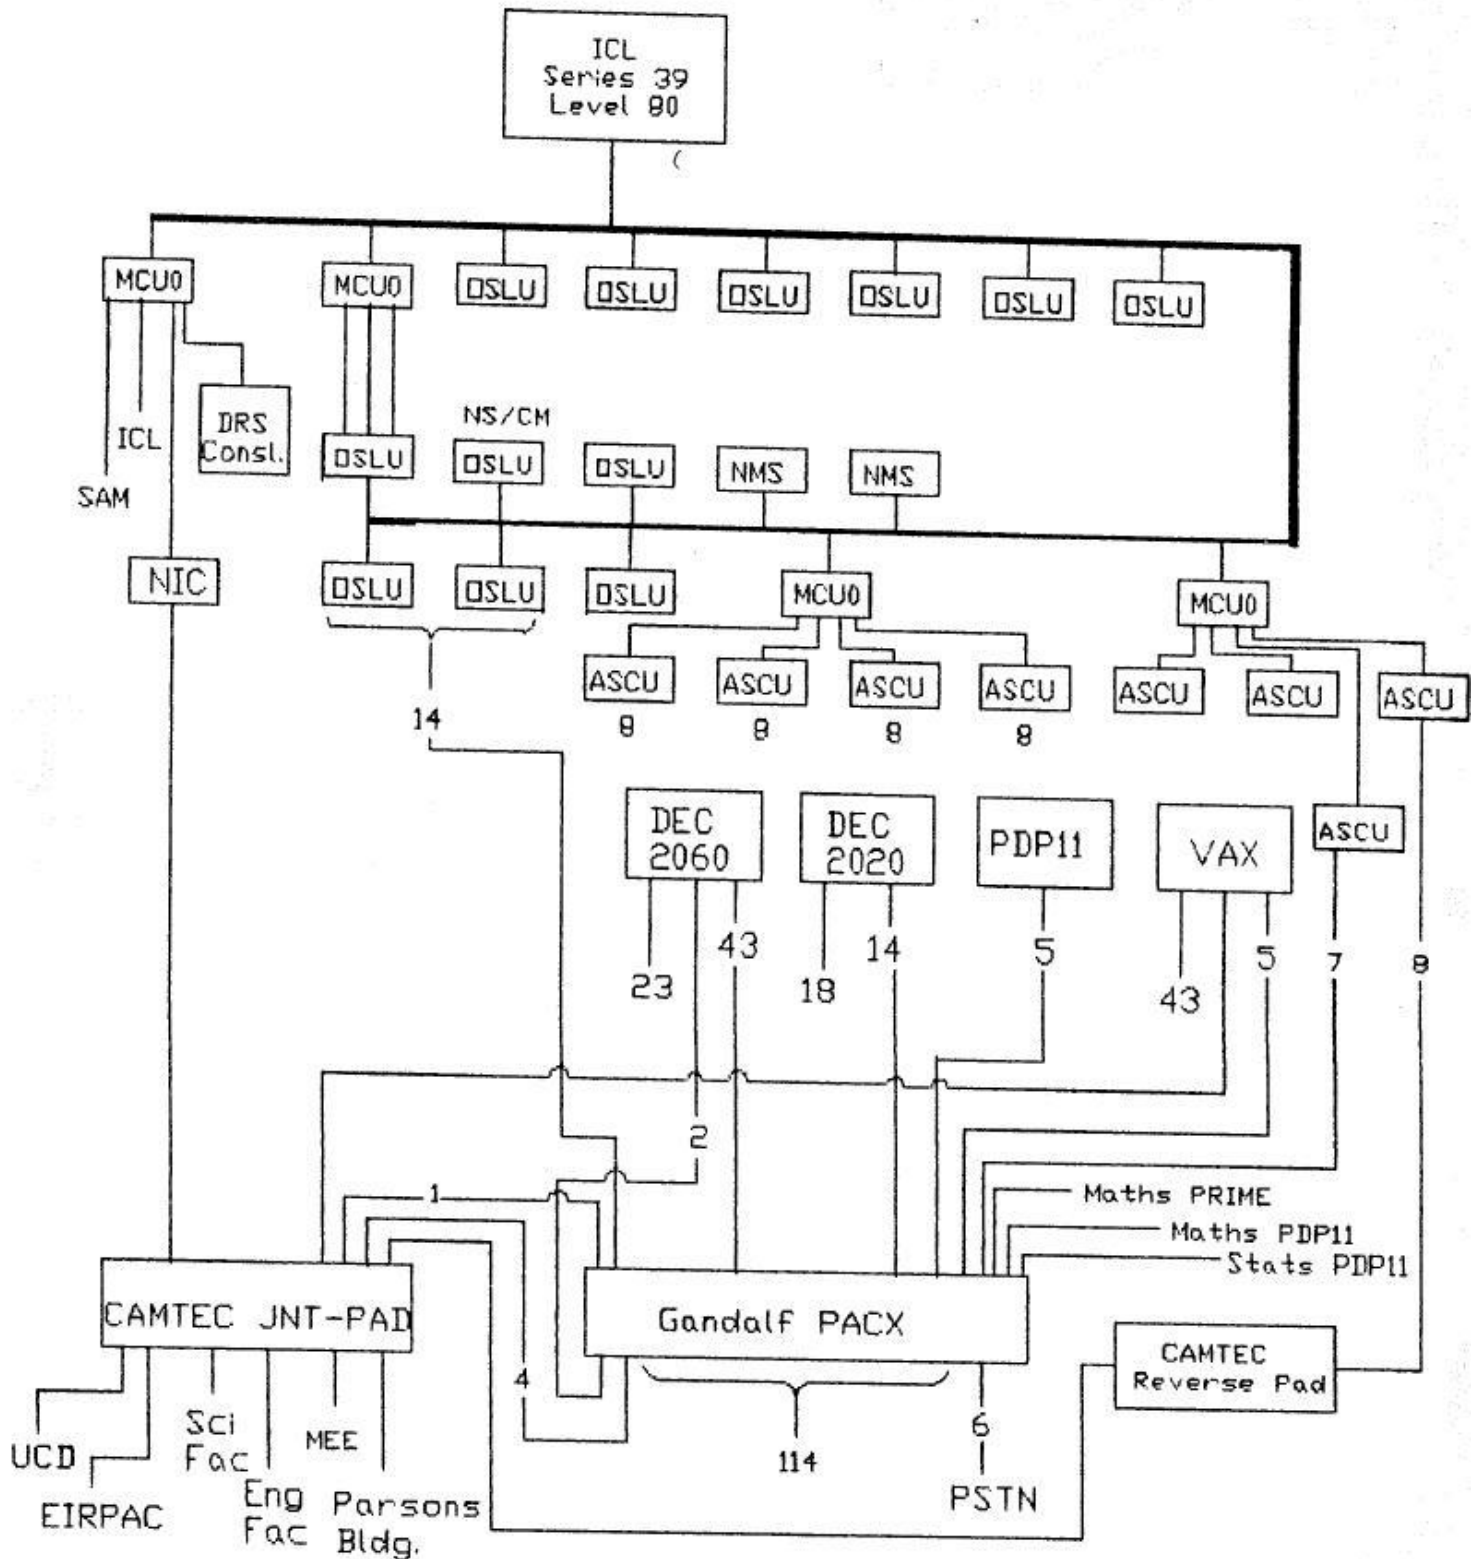 ICL
Series 39
Level 80
MCU0
MCU0
OSLU
OSLU
OSLU
OSLU
OSLU
OSLU
SAM
ICL
DRS
Consl.
NS/CM
OSLU
OSLU
OSLU
NMS
NMS
NIC
OSLU
OSLU
OSLU
MCU0
MCU0
14
ASCU
ASCU
ASCU
ASCU
8
8
8
8
ASCU
ASCU
ASCU
ASCU
DEC
2060
DEC
2020
PDP11
VAX
23
43
18
14
5
43
5
7
8
2
1
4
Maths PRIME
Maths PDP11
Stats PDP11
CAMTEC JNT-PAD
Gandalf PACX
CAMTEC
Reverse Pad
UCD
EIRPAC
Sci
Fac
Eng
Fac
MEE
Parsons
Bldg.
114
6
PSTN